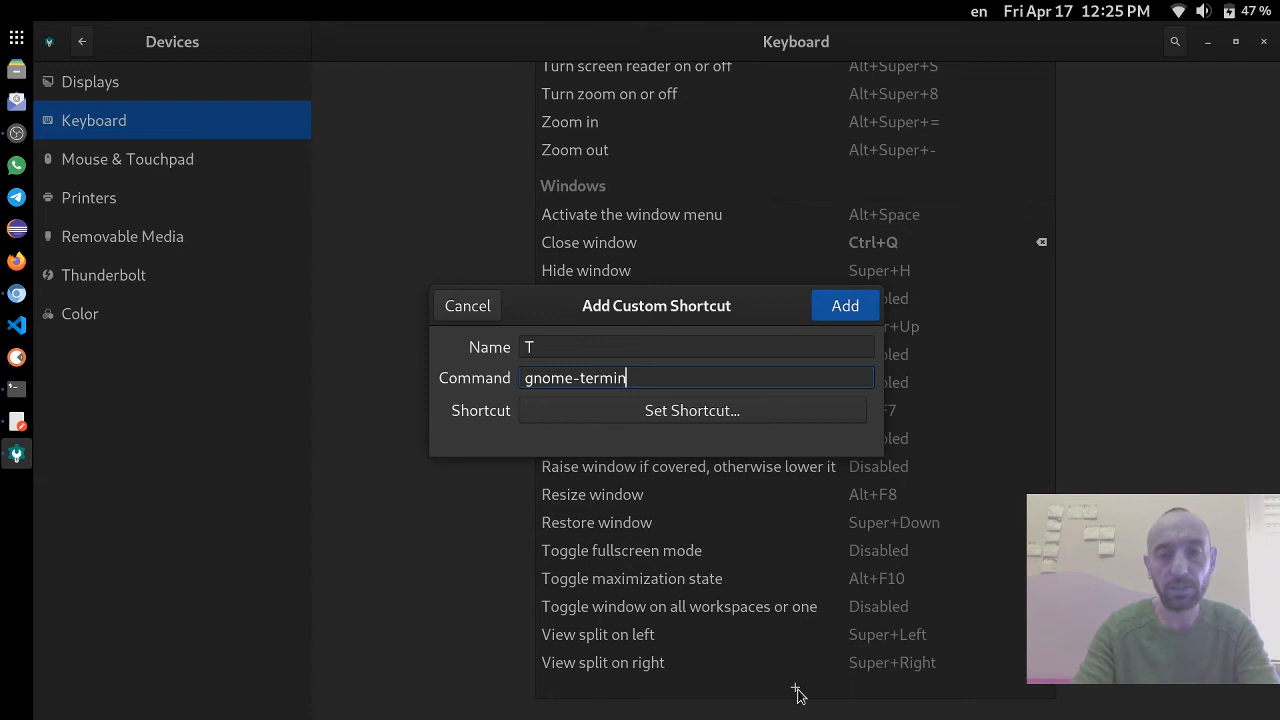 en Fri Apr 17 12:25 PM 47 %
Devices
Keyboard
Displays
Keyboard
Mouse & Touchpad
Printers
Removable Media
Thunderbolt
Color
Turn screen reader on or off Alt+Super+S
Turn zoom on or off Alt+Super+8
Zoom in Alt+Super+=
Zoom out Alt+Super+-
Windows
Activate the window menu Alt+Space
Close window Ctrl+Q
Hide window Super+H
Cancel Add Custom Shortcut Add
Name T
Command gnome-termin
Shortcut Set Shortcut...
Raise window if covered, otherwise lower it Disabled
Resize window Alt+F8
Restore window Super+Down
Toggle fullscreen mode Disabled
Toggle maximization state Alt+F10
Toggle window on all workspaces or one Disabled
View split on left Super+Left
View split on right Super+Right